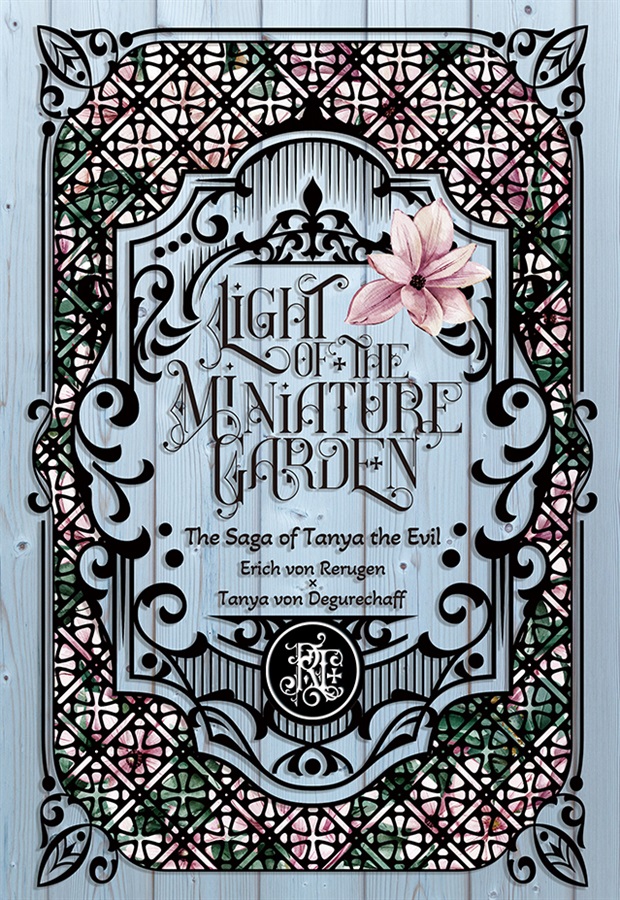 Light
of the
Miniature
Garden
The Saga of Tanya the Evil
Erich von Rerugen
×
Tanya von Degurechaff